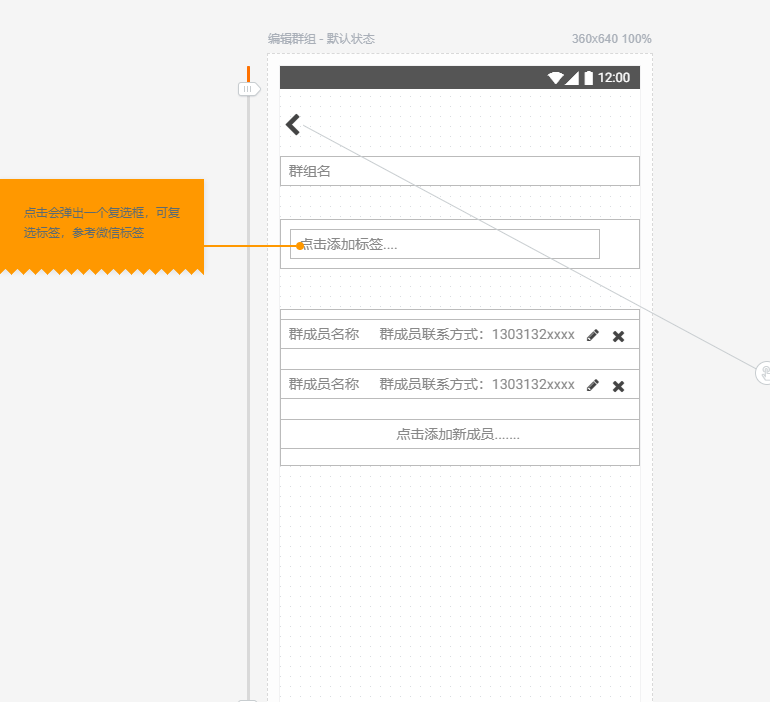 编辑群组 - 默认状态 360x640 100%
12:00
群组名
点击会弹出一个复选框，可复
选标签，参考微信标签
点击添加标签....
群成员名称 群成员联系方式：1303132xxxx
群成员名称 群成员联系方式：1303132xxxx
点击添加新成员.......